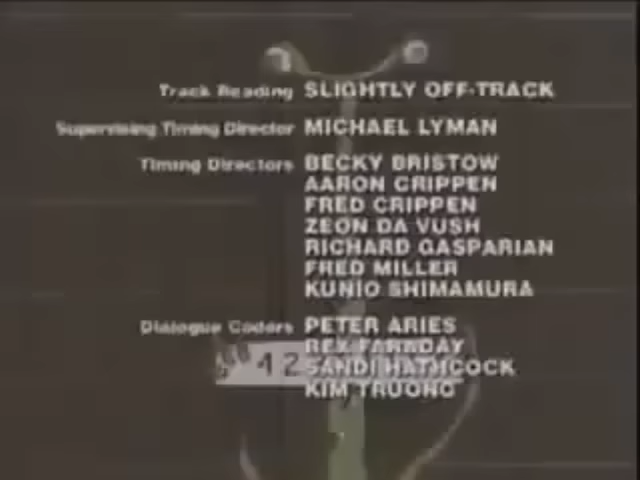 Track Reading SLIGHTLY OFF-TRACK
Supervising Timing Director MICHAEL LYMAN
Timing Directors BECKY BRISTOW
AARON CRIPPEN
FRED CRIPPEN
ZEON DA VUSH
RICHARD GASPARIAN
FRED MILLER
KUNIO SHIMAMURA
Dialogue Coders PETER ARIES
REX FARADAY
42
SANDI HATHCOCK
KIM TRUONG